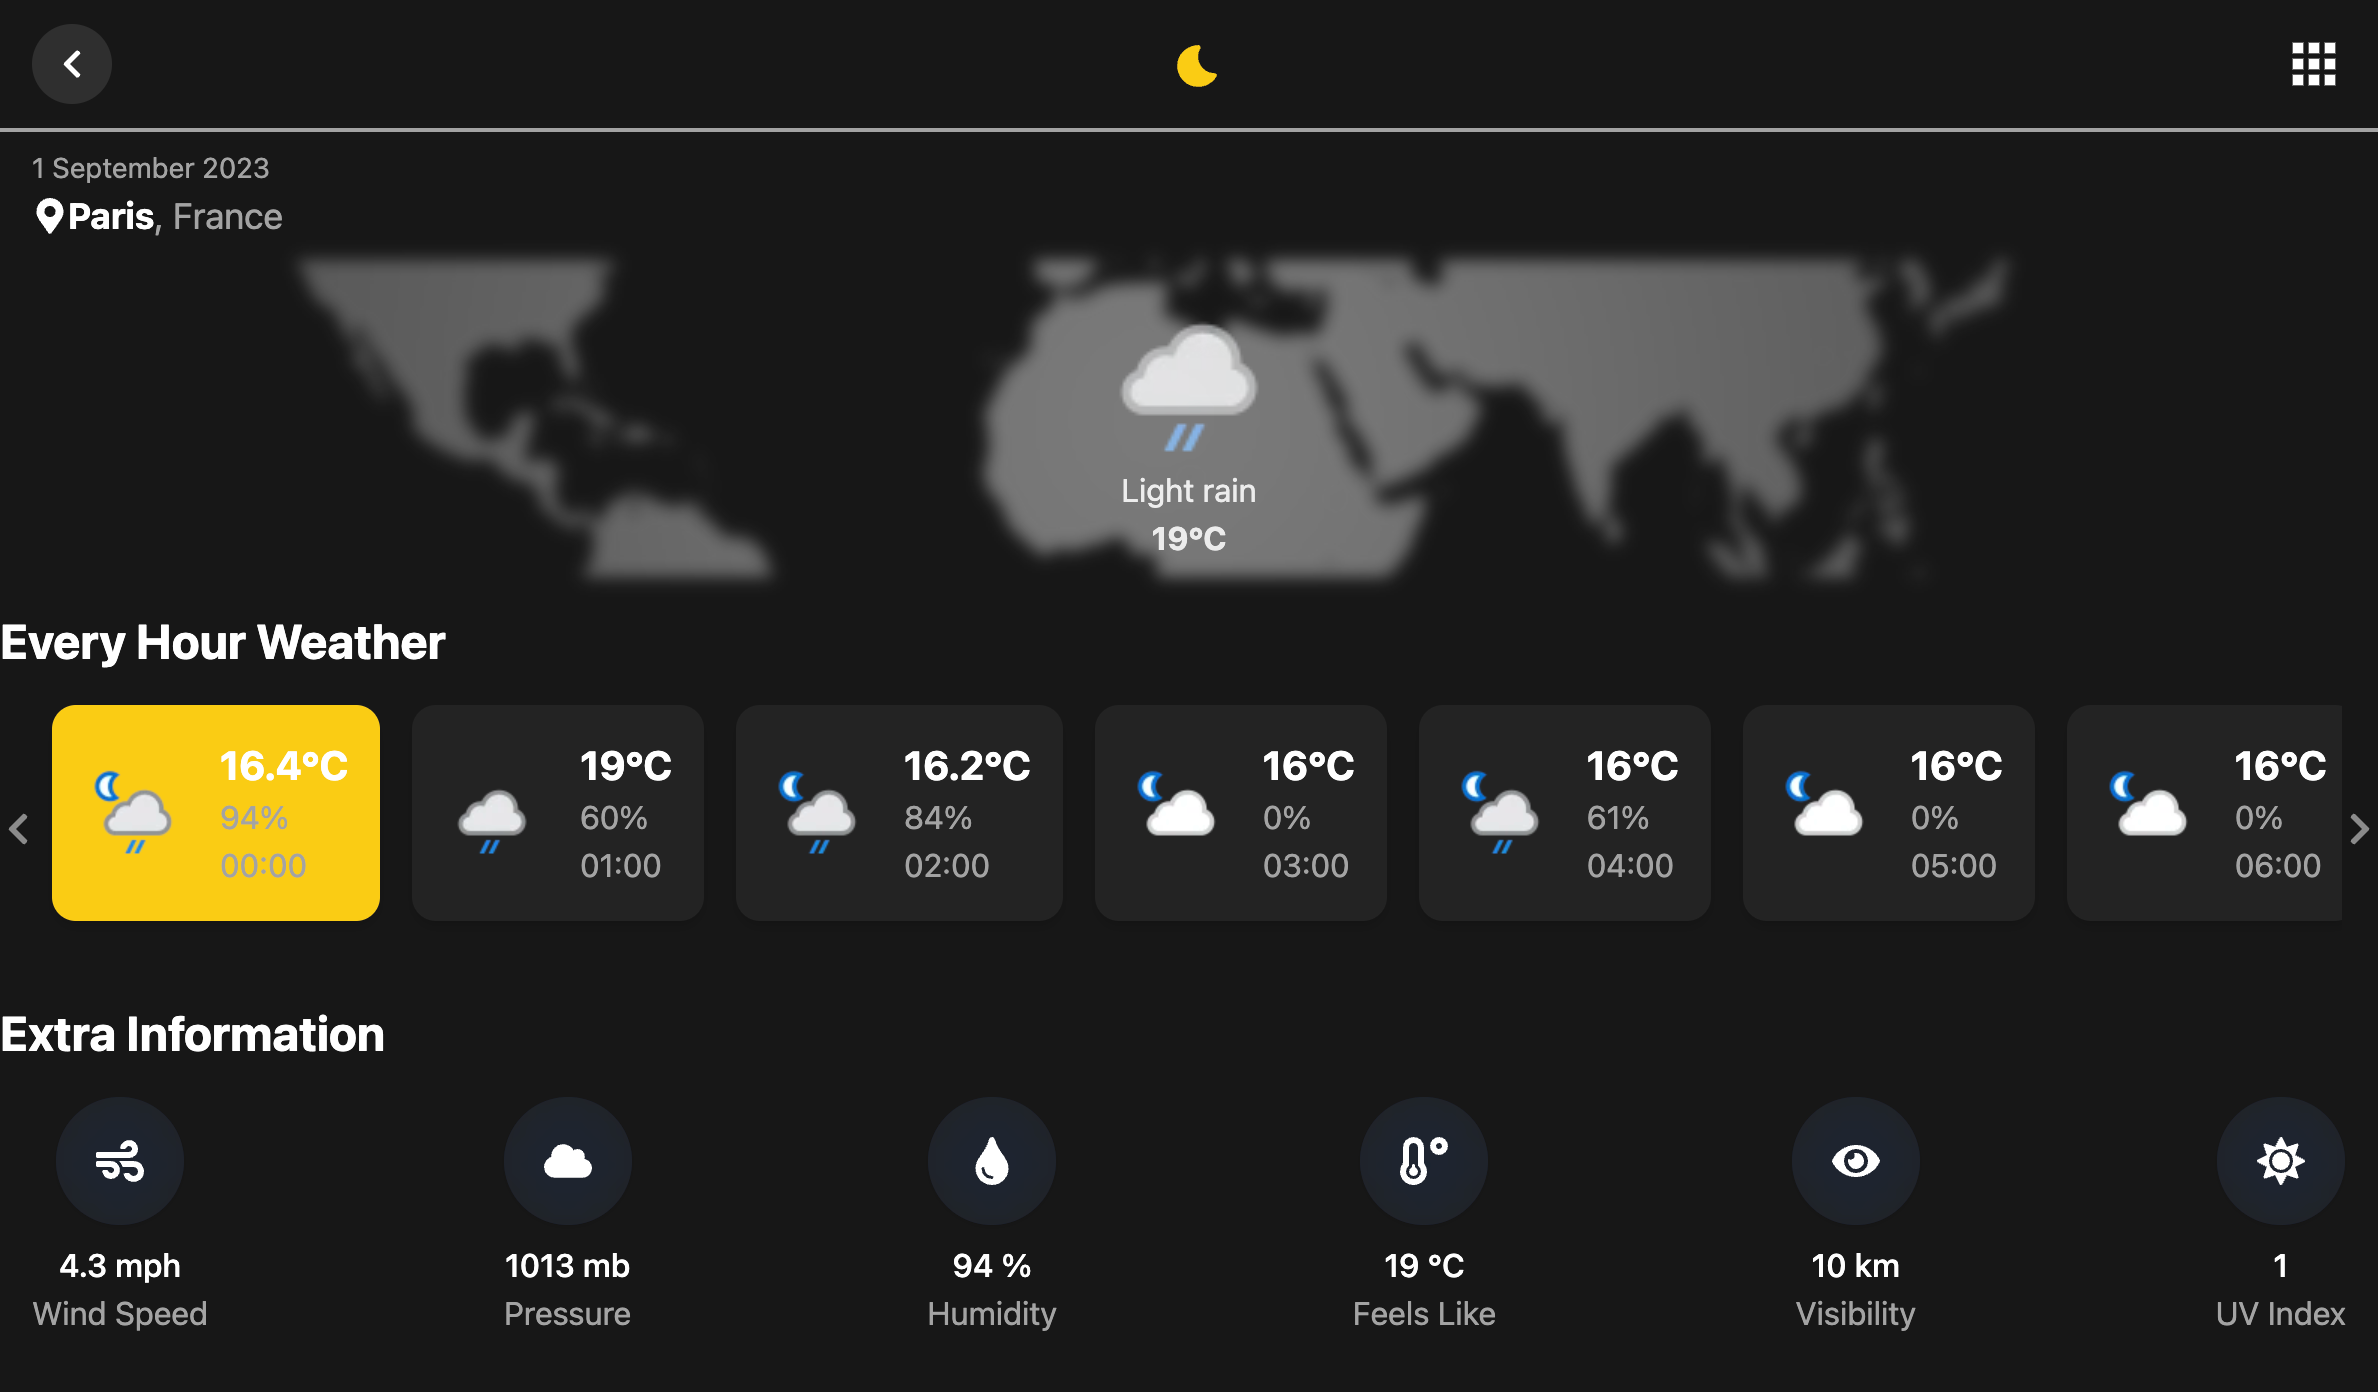 1 September 2023
Paris, France
Light rain
19°C
Every Hour Weather
16.4°C
94%
00:00
19°C
60%
01:00
16.2°C
84%
02:00
16°C
0%
03:00
16°C
61%
04:00
16°C
0%
05:00
16°C
0%
06:00
Extra Information
4.3 mph
Wind Speed
1013 mb
Pressure
94 %
Humidity
19 °C
Feels Like
10 km
Visibility
1
UV Index